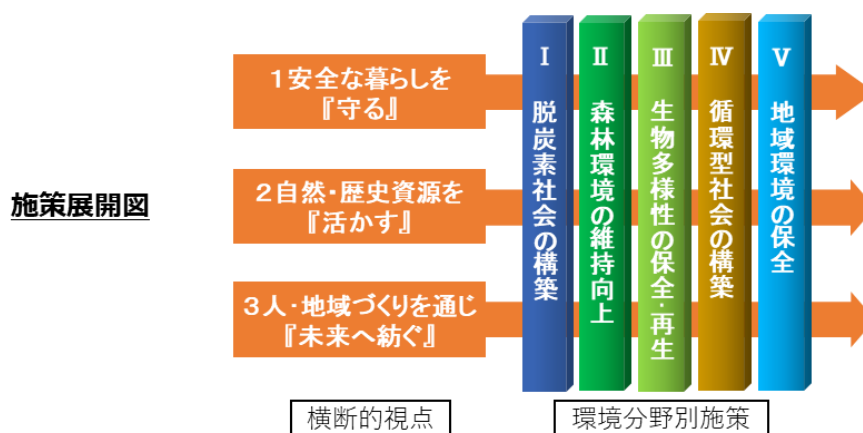 施策展開図
1安全な暮らしを
『守る』
2自然・歴史資源を
『活かす』
3人・地域づくりを通じ
『未来へ紡ぐ』
Ⅰ 脱炭素社会の構築
Ⅱ 森林環境の維持向上
Ⅲ 生物多様性の保全・再生
Ⅳ 循環型社会の構築
Ⅴ 地域環境の保全
横断的視点
環境分野別施策